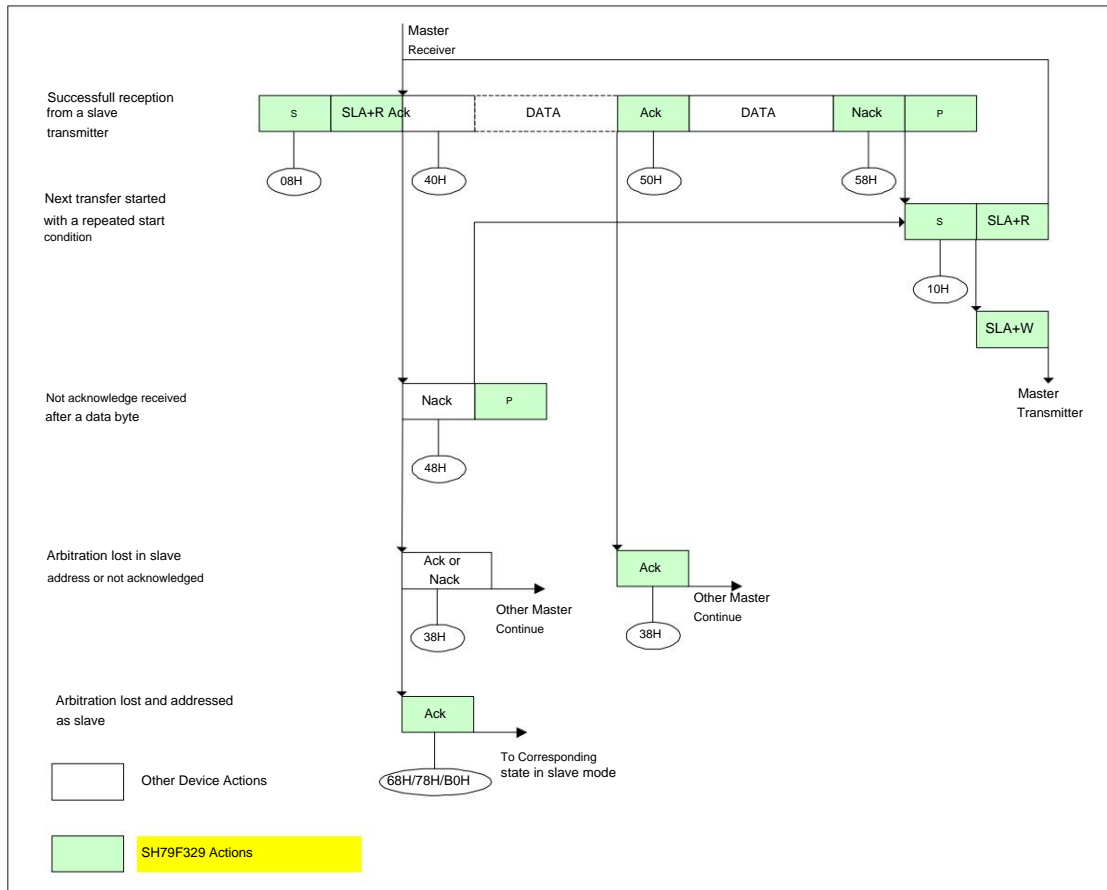 Master
Receiver
Successfull reception
from a slave
transmitter
S
SLA+R
Ack
DATA
Ack
DATA
Nack
P
08H
40H
50H
58H
Next transfer started
with a repeated start
condition
S
SLA+R
10H
SLA+W
Master
Transmitter
Not acknowledge received
after a data byte
Nack
P
48H
Arbitration lost in slave
address or not acknowledged
Ack or
Nack
Other Master
Continue
38H
Ack
Other Master
Continue
38H
Arbitration lost and addressed
as slave
Ack
To Corresponding
state in slave mode
68H/78H/B0H
Other Device Actions
SH79F329 Actions